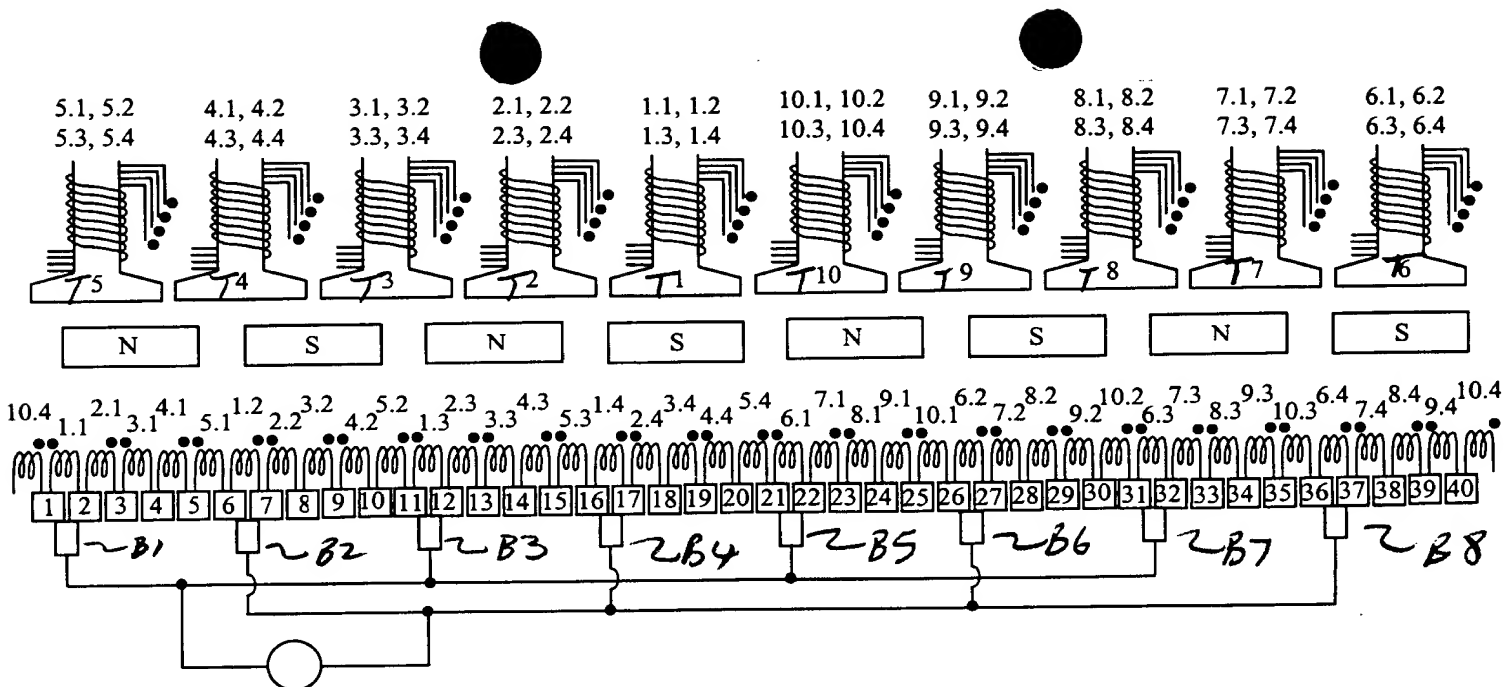 5.1, 5.2 4.1, 4.2 3.1, 3.2 2.1, 2.2 1.1, 1.2 10.1, 10.2 9.1, 9.2 8.1, 8.2 7.1, 7.2 6.1, 6.2
5.3, 5.4 4.3, 4.4 3.3, 3.4 2.3, 2.4 1.3, 1.4 10.3, 10.4 9.3, 9.4 8.3, 8.4 7.3, 7.4 6.3, 6.4
T5 T4 T3 T2 T1 T10 T9 T8 T7 T6
N S N S N S N S
10.4 1.1 2.1 3.1 4.1 5.1 1.2 2.2 3.2 4.2 5.2 1.3 2.3 3.3 4.3 5.3 1.4 2.4 3.4 4.4 5.4 6.1 7.1 8.1 9.1 10.1 6.2 7.2 8.2 9.2 10.2 6.3 7.3 8.3 9.3 10.3 6.4 7.4 8.4 9.4 10.4
1 2 3 4 5 6 7 8 9 10 11 12 13 14 15 16 17 18 19 20 21 22 23 24 25 26 27 28 29 30 31 32 33 34 35 36 37 38 39 40
B1 B2 B3 B4 B5 B6 B7 B8